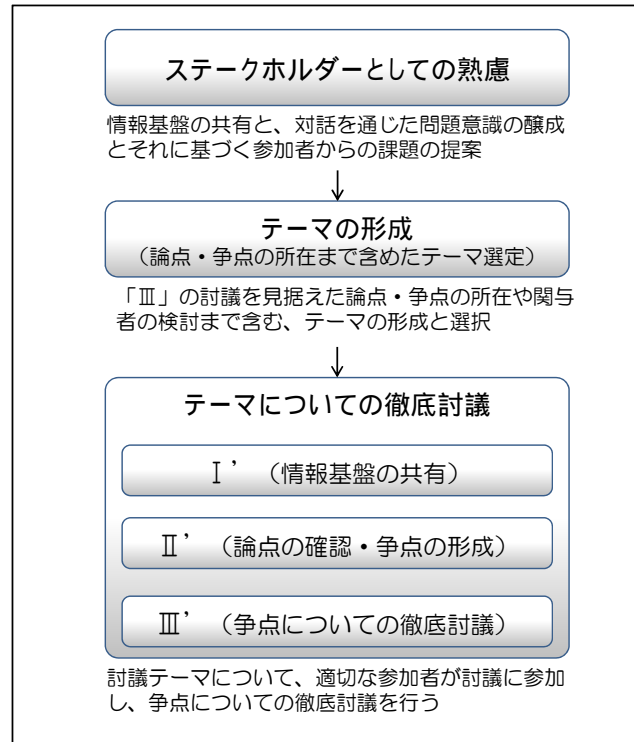 ステークホルダーとしての熟慮
情報基盤の共有と、対話を通じた問題意識の醸成
とそれに基づく参加者からの課題の提案
テーマの形成
（論点・争点の所在まで含めたテーマ選定）
「Ⅲ」の討議を見据えた論点・争点の所在や関与
者の検討まで含む、テーマの形成と選択
テーマについての徹底討議
Ⅰ’（情報基盤の共有）
Ⅱ’（論点の確認・争点の形成）
Ⅲ’（争点についての徹底討議）
討議テーマについて、適切な参加者が討議に参加
し、争点についての徹底討議を行う